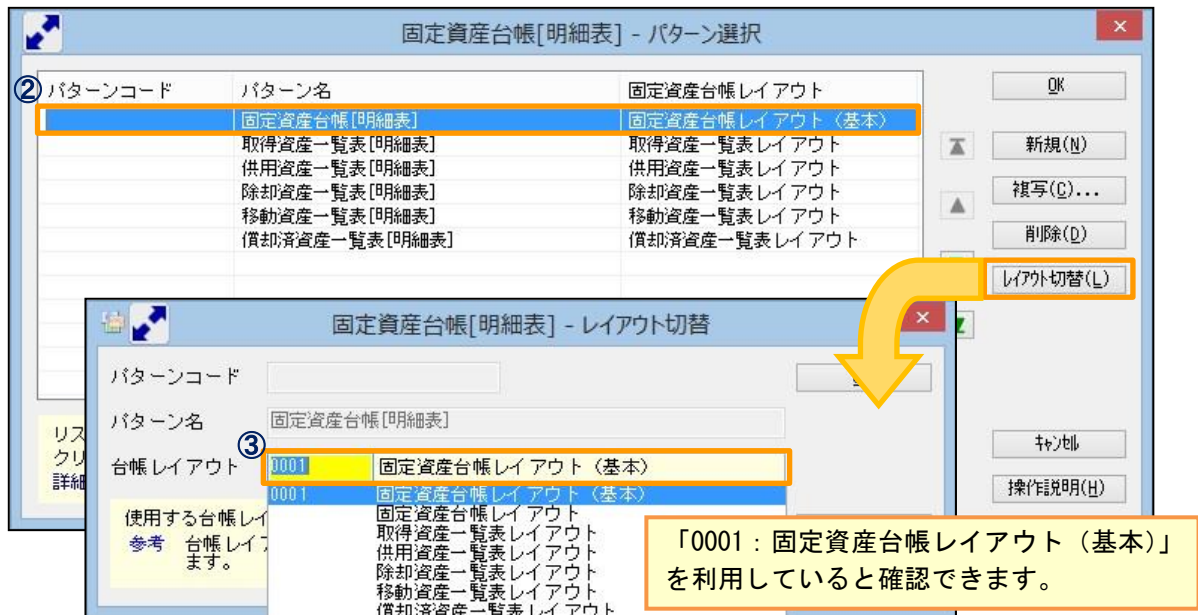 固定資産台帳[明細表] - パターン選択
②
パターンコード パターン名 固定資産台帳レイアウト
固定資産台帳[明細表] 固定資産台帳レイアウト（基本）
取得資産一覧表[明細表] 取得資産一覧表レイアウト
供用資産一覧表[明細表] 供用資産一覧表レイアウト
除却資産一覧表[明細表] 除却資産一覧表レイアウト
移動資産一覧表[明細表] 移動資産一覧表レイアウト
償却済資産一覧表[明細表] 償却済資産一覧表レイアウト
OK
新規(N)
複写(C)...
削除(D)
レイアウト切替(L)
キャンセル
操作説明(H)
リス
クリ
詳細
固定資産台帳[明細表] - レイアウト切替
パターンコード
パターン名 固定資産台帳[明細表]
③
台帳レイアウト 0001 固定資産台帳レイアウト（基本）
0001 固定資産台帳レイアウト（基本）
固定資産台帳レイアウト
取得資産一覧表レイアウト
供用資産一覧表レイアウト
除却資産一覧表レイアウト
移動資産一覧表レイアウト
償却済資産一覧表レイアウト
使用する台帳レイ
参考 台帳レイ
ます。
「0001：固定資産台帳レイアウト（基本）」
を利用していると確認できます。